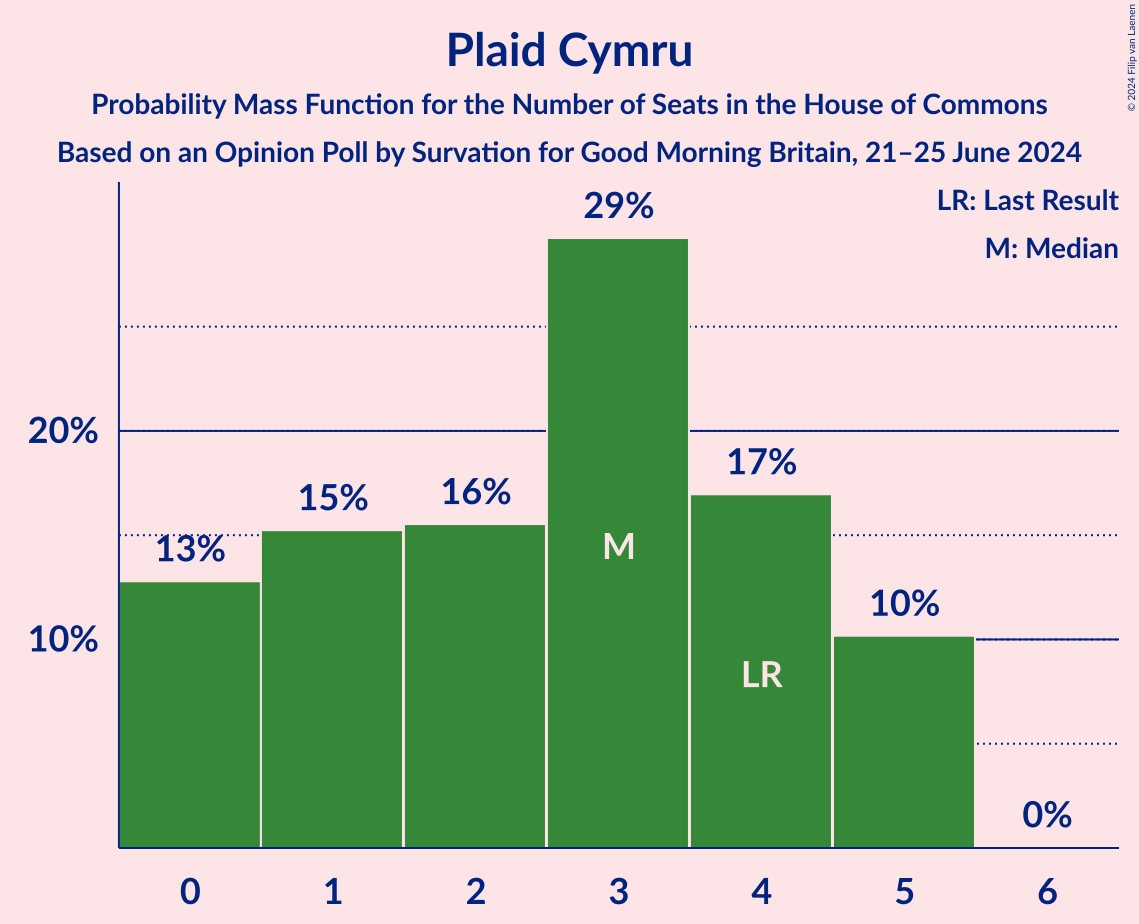 Plaid Cymru
Probability Mass Function for the Number of Seats in the House of Commons
Based on an Opinion Poll by Survation for Good Morning Britain, 21–25 June 2024
© 2024 Filip van Laenen
LR: Last Result
M: Median
29%
20%
17%
16%
15%
13%
M
10%
10%
LR
0%
0 1 2 3 4 5 6